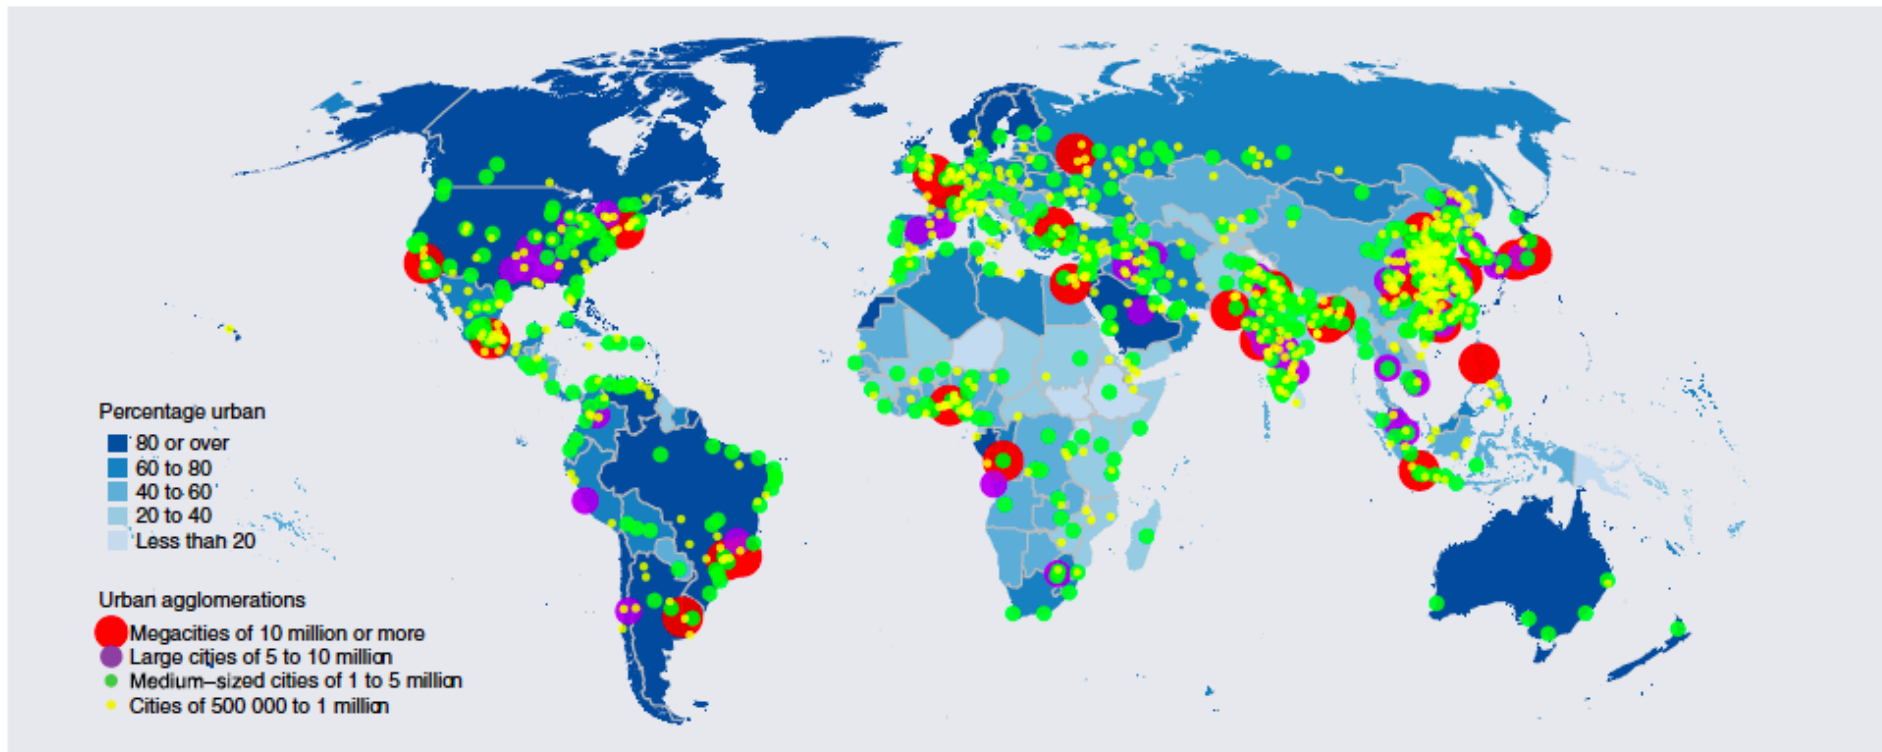 Percentage urban
80 or over
60 to 80
40 to 60
20 to 40
Less than 20
Urban agglomerations
Megacities of 10 million or more
Large cities of 5 to 10 million
Medium–sized cities of 1 to 5 million
Cities of 500 000 to 1 million